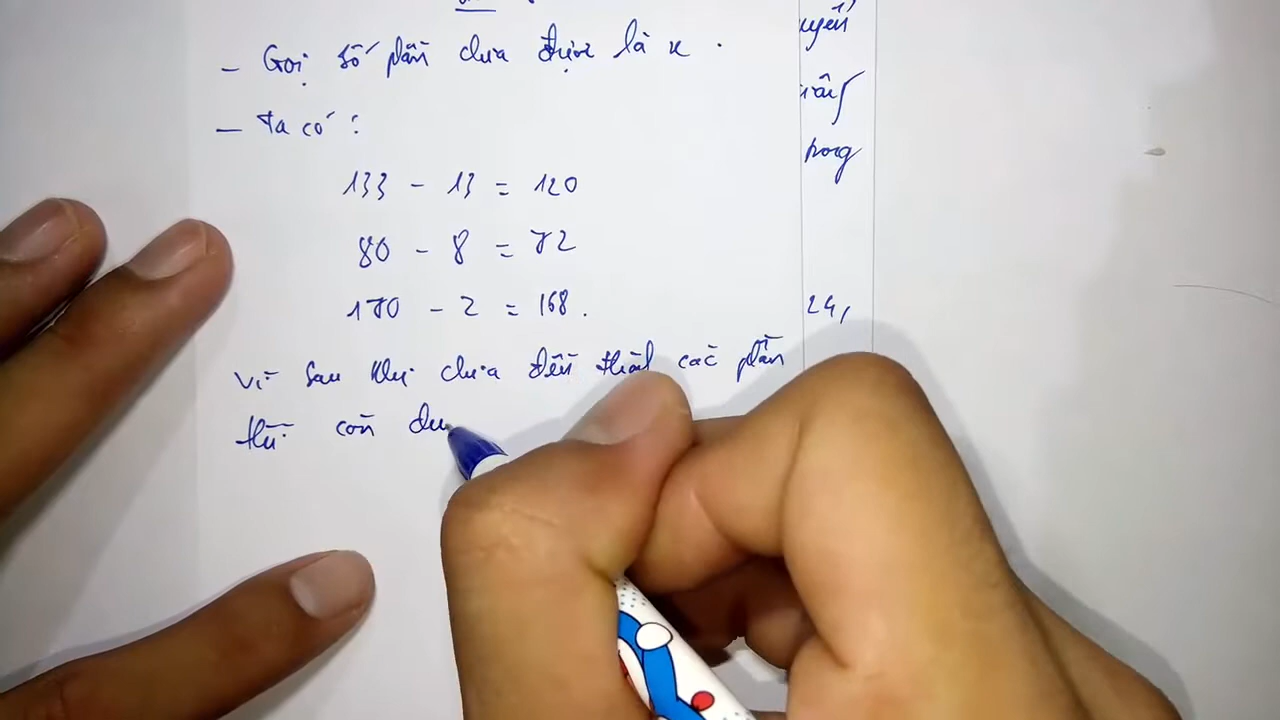 - Gọi số phần chia được là x.
- Ta có:
133 - 13 = 120
80 - 8 = 72
170 - 2 = 168.
Vì sau khi chia đều thành các phần
thì còn dư
24,